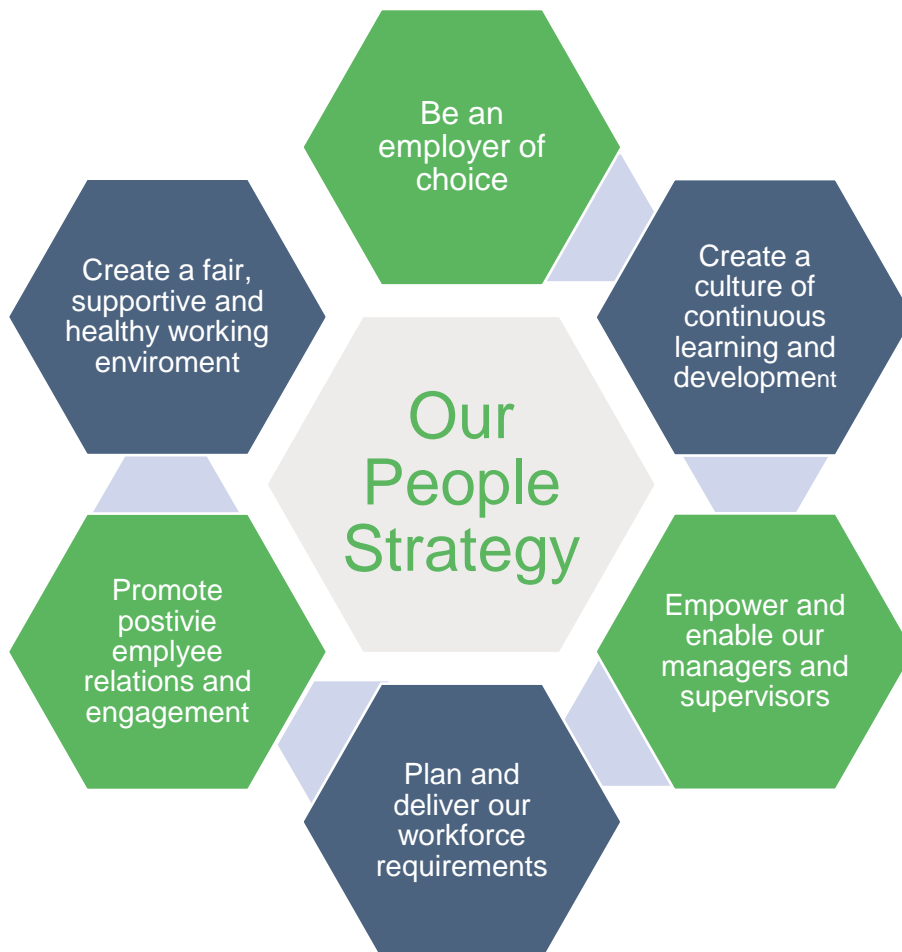 Be an
employer of
choice
Create a
culture of
continuous
learning and
development
Empower and
enable our
managers and
supervisors
Plan and
deliver our
workforce
requirements
Promote
postivie
emplyee
relations and
engagement
Create a fair,
supportive and
healthy working
enviroment
Our
People
Strategy